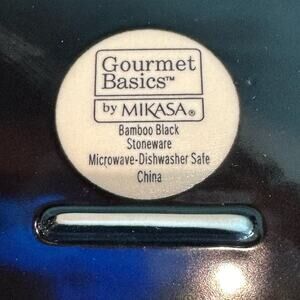 Gourmet
Basics™
by MIKASA®
Bamboo Black
Stoneware
Microwave-Dishwasher Safe
China